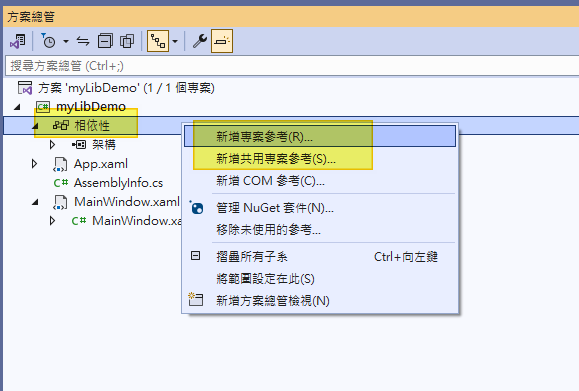 方案總管
搜尋方案總管 (Ctrl+;)
方案 'myLibDemo' (1 / 1 個專案)
myLibDemo
相依性
架構
App.xaml
AssemblyInfo.cs
MainWindow.xaml
MainWindow.xa
新增專案參考(R)...
新增共用專案參考(S)...
新增 COM 參考(C)...
管理 NuGet 套件(N)...
移除未使用的參考...
摺疊所有子系 Ctrl+向左鍵
將範圍設定在此(S)
新增方案總管檢視(N)